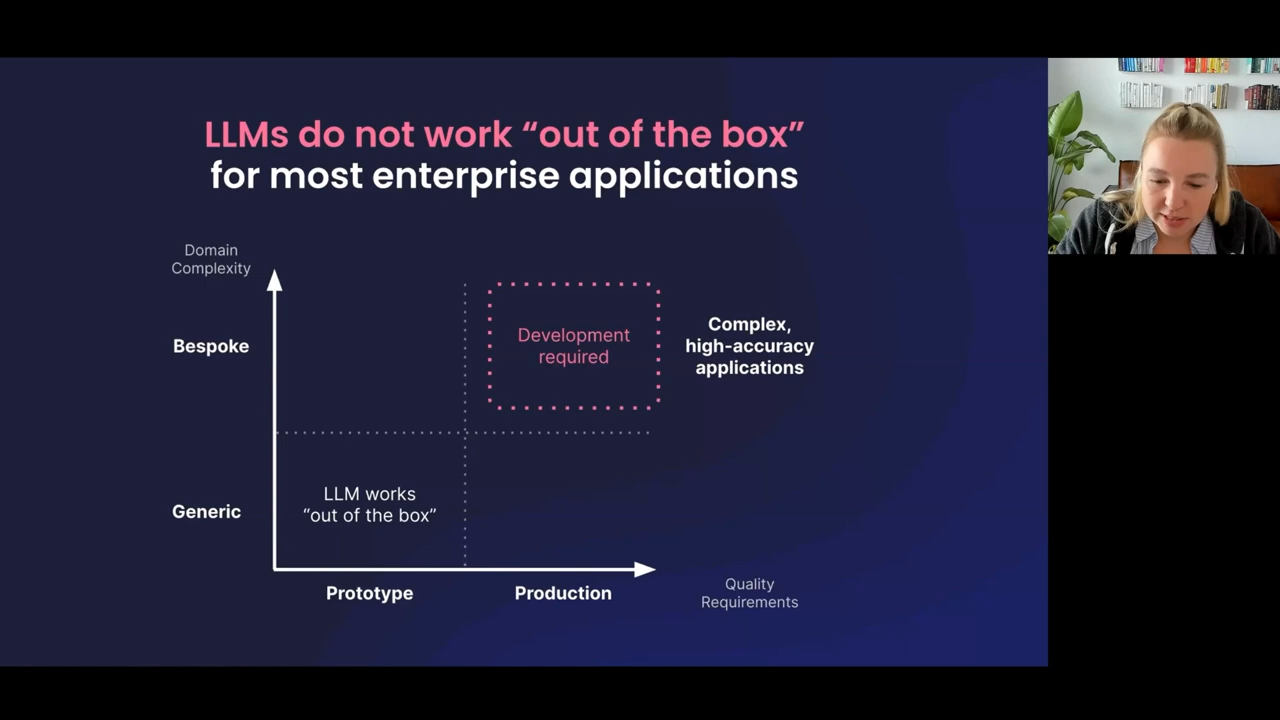 LLMs do not work “out of the box”
for most enterprise applications
Domain
Complexity
Bespoke
Development
required
Complex,
high-accuracy
applications
Generic
LLM works
“out of the box”
Prototype
Production
Quality
Requirements